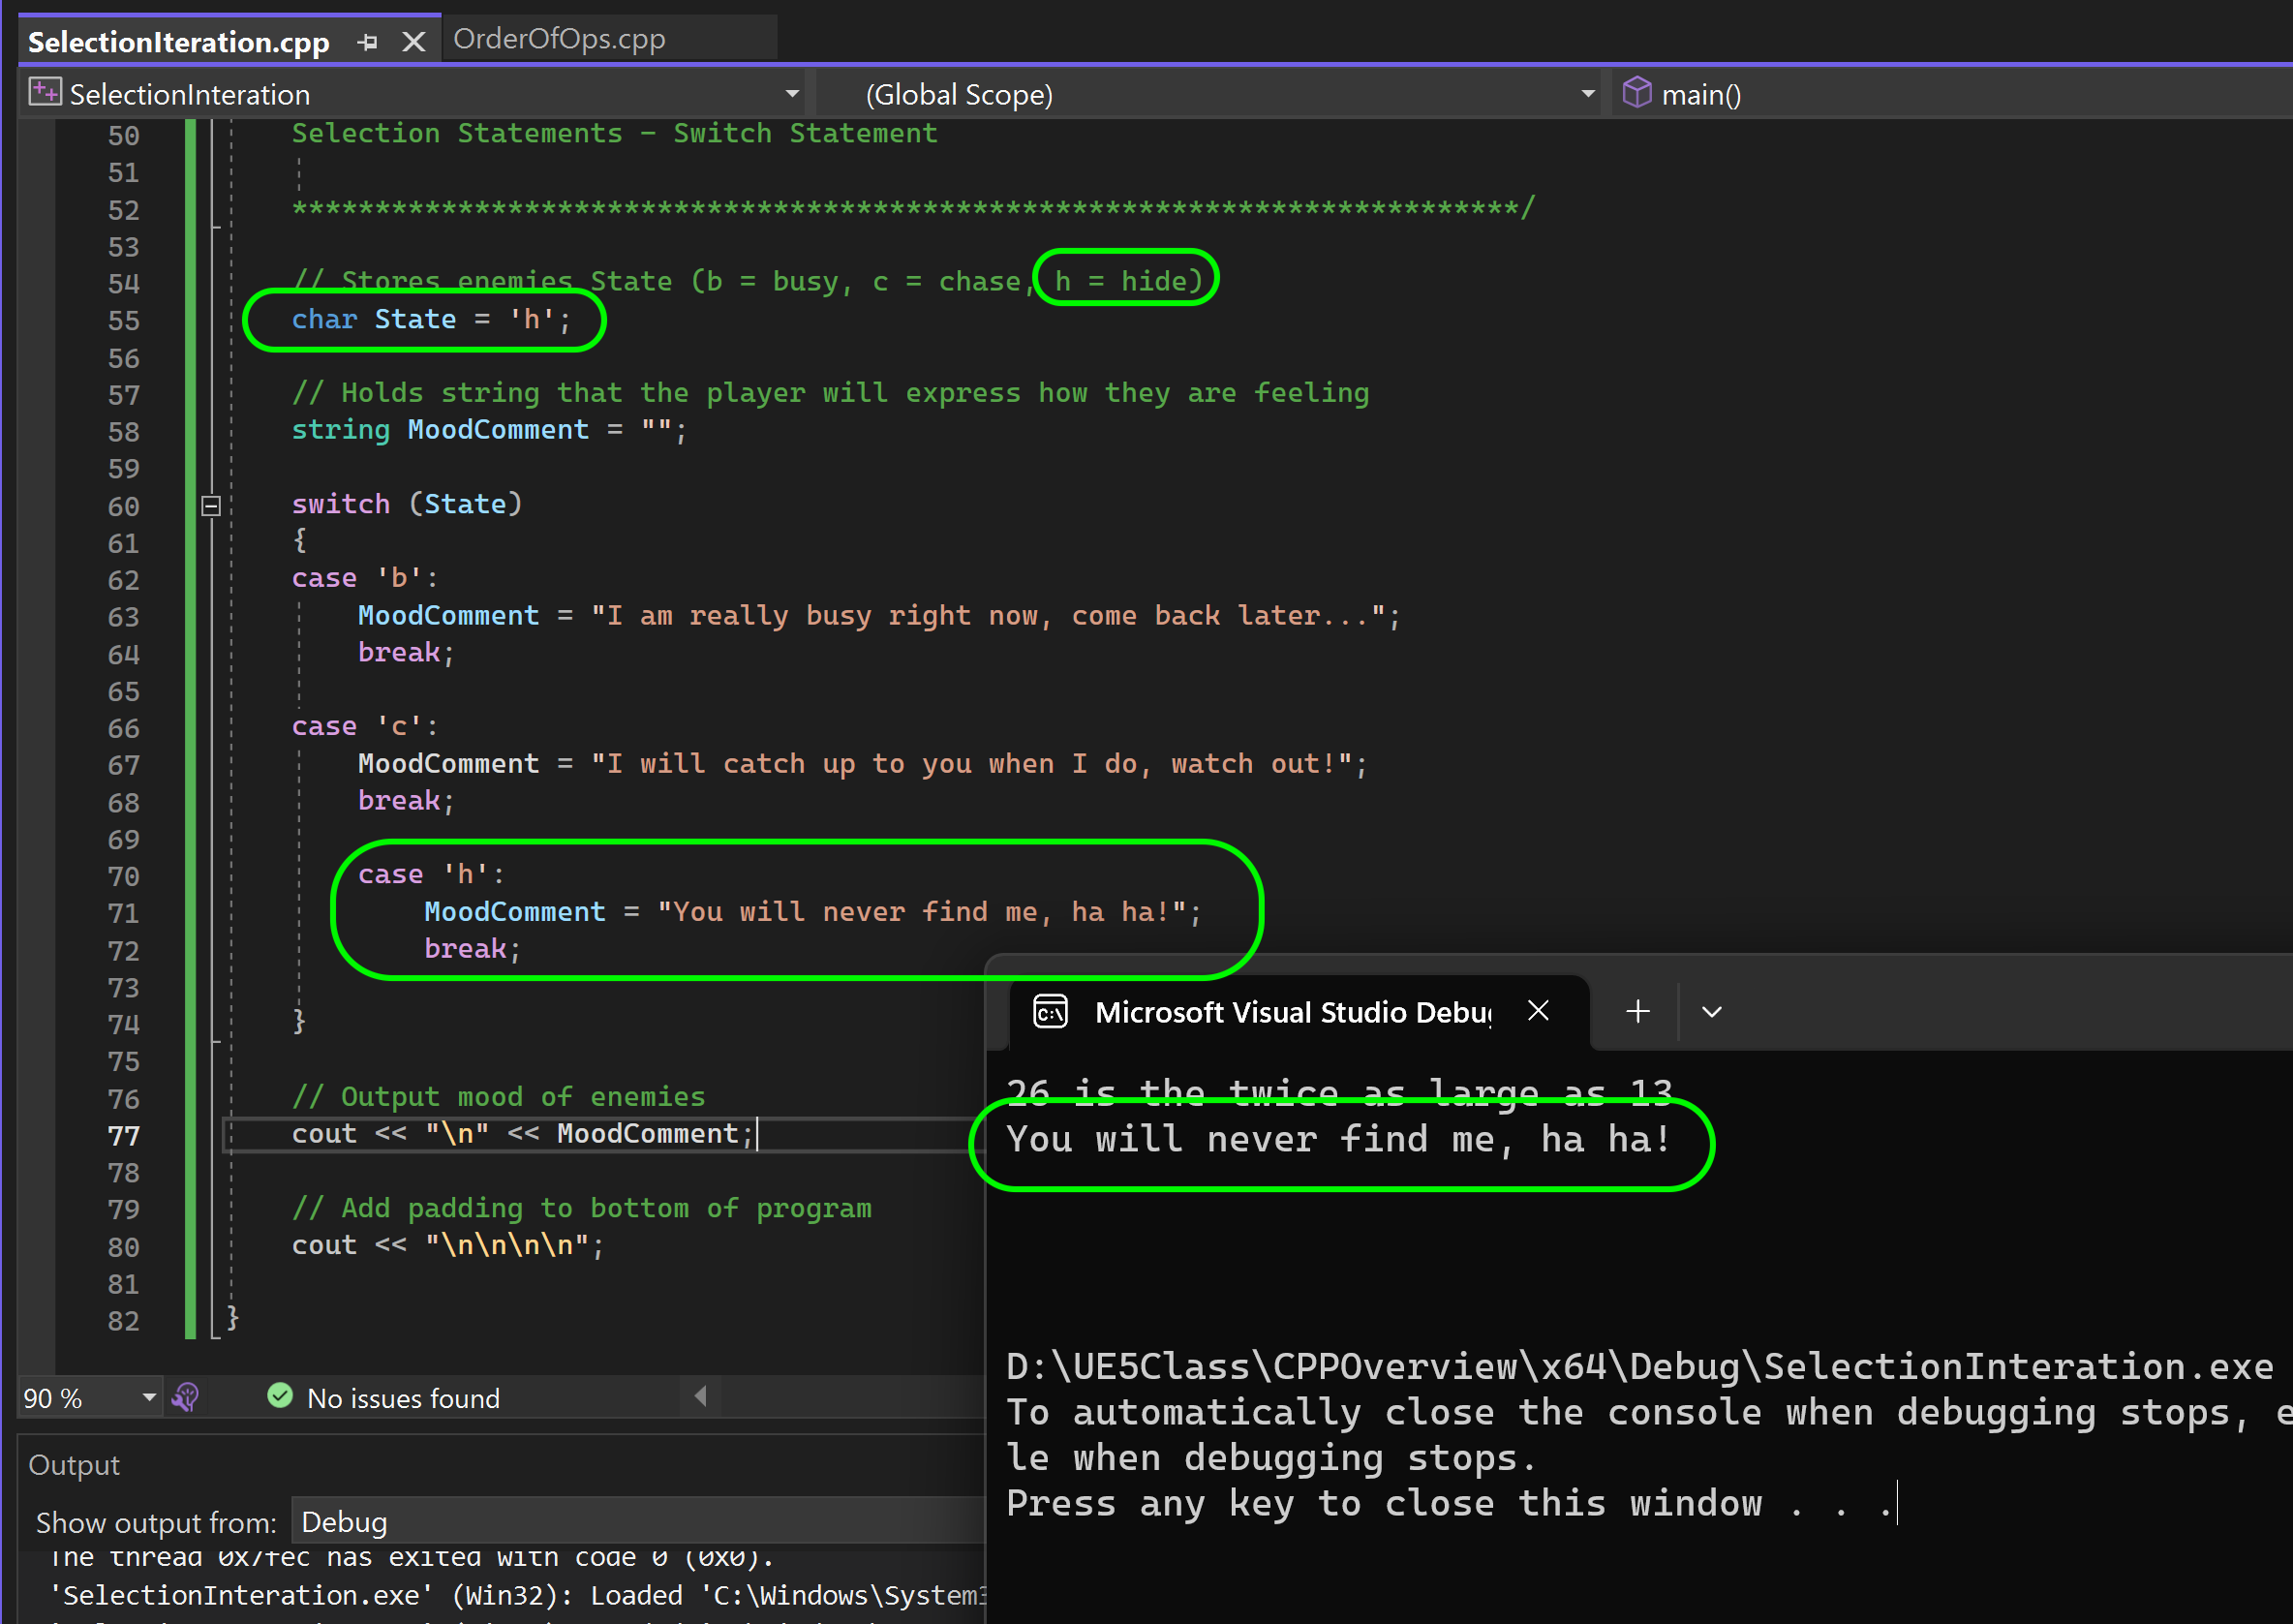 SelectionIteration.cpp OrderOfOps.cpp
SelectionInteration (Global Scope) main()
50 Selection Statements - Switch Statement
51
52 **************************************************************************/
53
54 // Stores enemies State (b = busy, c = chase, h = hide)
55 char State = 'h';
56
57 // Holds string that the player will express how they are feeling
58 string MoodComment = "";
59
60 switch (State)
61 {
62 case 'b':
63 MoodComment = "I am really busy right now, come back later...";
64 break;
65
66 case 'c':
67 MoodComment = "I will catch up to you when I do, watch out!";
68 break;
69
70 case 'h':
71 MoodComment = "You will never find me, ha ha!";
72 break;
73
74 }
75
76 // Output mood of enemies
77 cout << "\n" << MoodComment;
78
79 // Add padding to bottom of program
80 cout << "\n\n\n\n";
81
82 }
90 % No issues found
Output
Show output from: Debug
The thread 0x7fec has exited with code 0 (0x0).
'SelectionInteration.exe' (Win32): Loaded 'C:\Windows\System3
C:\ Microsoft Visual Studio Debu
26 is the twice as large as 13
You will never find me, ha ha!
D:\UE5Class\CPPOverview\x64\Debug\SelectionInteration.exe
To automatically close the console when debugging stops, e
le when debugging stops.
Press any key to close this window . . .